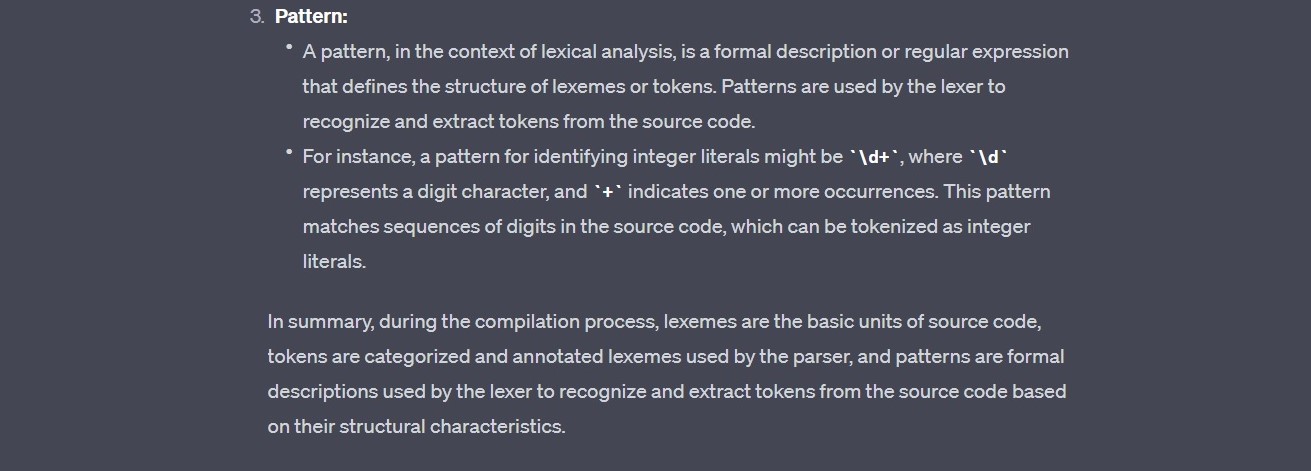 3. Pattern:
• A pattern, in the context of lexical analysis, is a formal description or regular expression
that defines the structure of lexemes or tokens. Patterns are used by the lexer to
recognize and extract tokens from the source code.
• For instance, a pattern for identifying integer literals might be `\d+`, where `\d`
represents a digit character, and `+` indicates one or more occurrences. This pattern
matches sequences of digits in the source code, which can be tokenized as integer
literals.
In summary, during the compilation process, lexemes are the basic units of source code,
tokens are categorized and annotated lexemes used by the parser, and patterns are formal
descriptions used by the lexer to recognize and extract tokens from the source code based
on their structural characteristics.